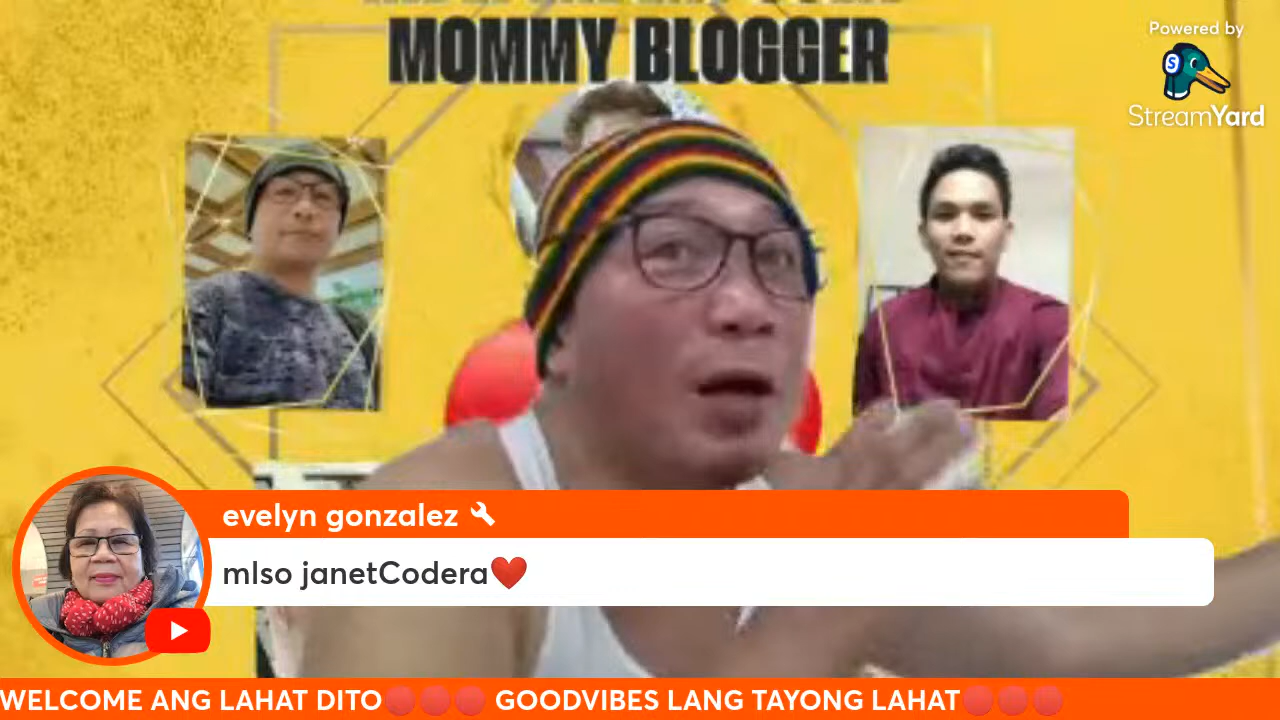 MOMMY BLOGGER
Powered by
StreamYard
evelyn gonzalez
mlso janetCodera❤️
WELCOME ANG LAHAT DITO🔴🔴🔴 GOODVIBES LANG TAYONG LAHAT🔴🔴🔴